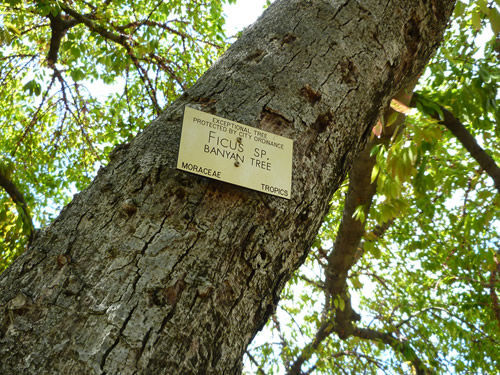 EXCEPTIONAL TREE
PROTECTED BY CITY ORDINANCE
FICUS SP.
BANYAN TREE
MORACEAE TROPICS